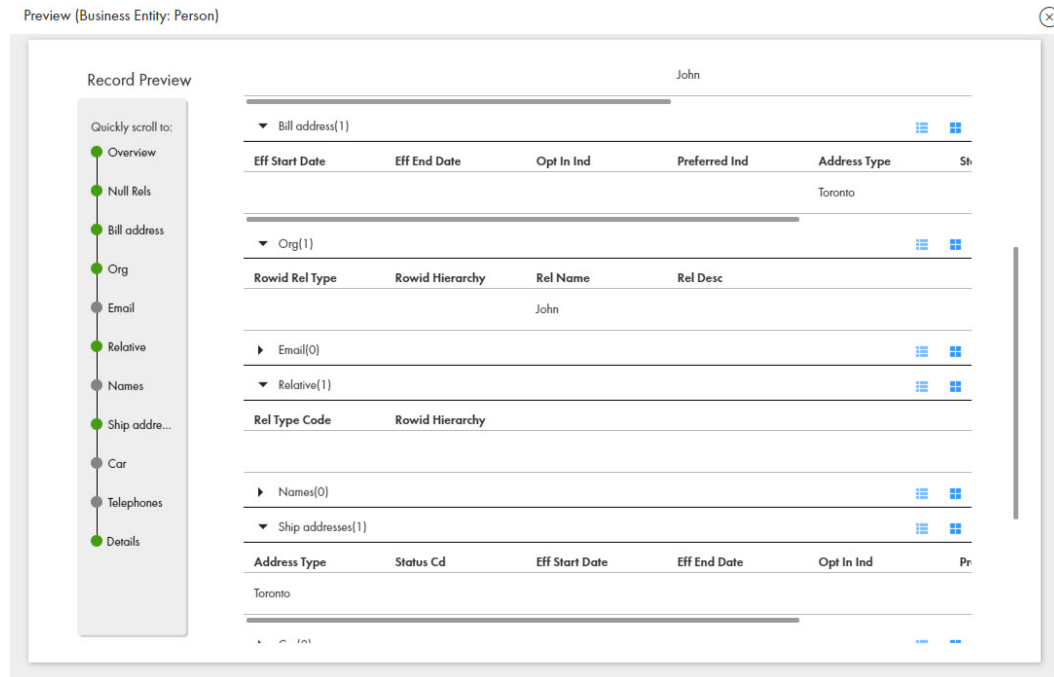 Preview (Business Entity: Person)
Record Preview
Quickly scroll to:
Overview
Null Rels
Bill address
Org
Email
Relative
Names
Ship addre...
Car
Telephones
Details
John
Bill address(1)
Eff Start Date Eff End Date Opt In Ind Preferred Ind Address Type
Toronto
Org(1)
Rowid Rel Type Rowid Hierarchy Rel Name Rel Desc
John
Email(0)
Relative(1)
Rel Type Code Rowid Hierarchy
Names(0)
Ship addresses(1)
Address Type Status Cd Eff Start Date Eff End Date Opt In Ind
Toronto